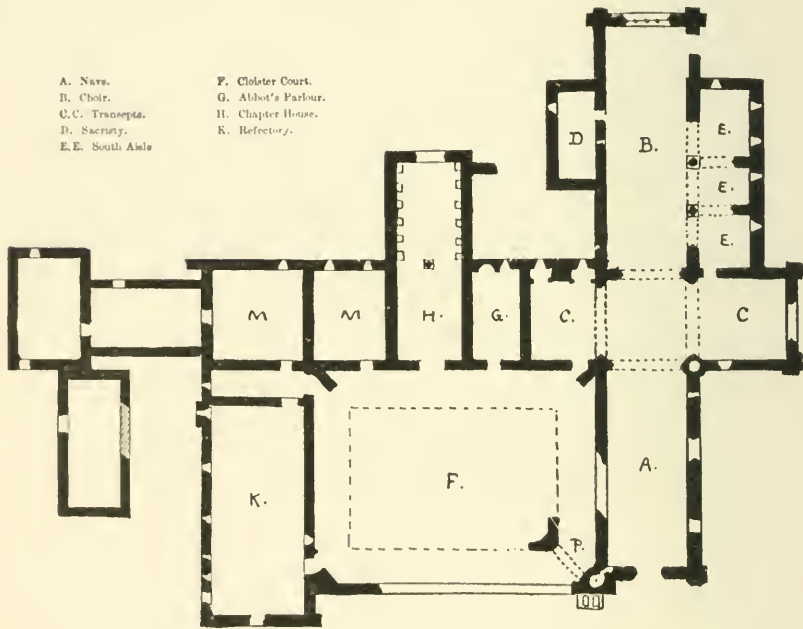 A. Nave.
B. Choir.
C.C. Transepts.
D. Sacristy.
E.E. South Aisle
F. Cloister Court.
G. Abbot's Parlour.
H. Chapter House.
K. Refectory.
D
B.
E.
E.
E.
M
M
H.
G.
C.
C
K.
F.
A.
P.